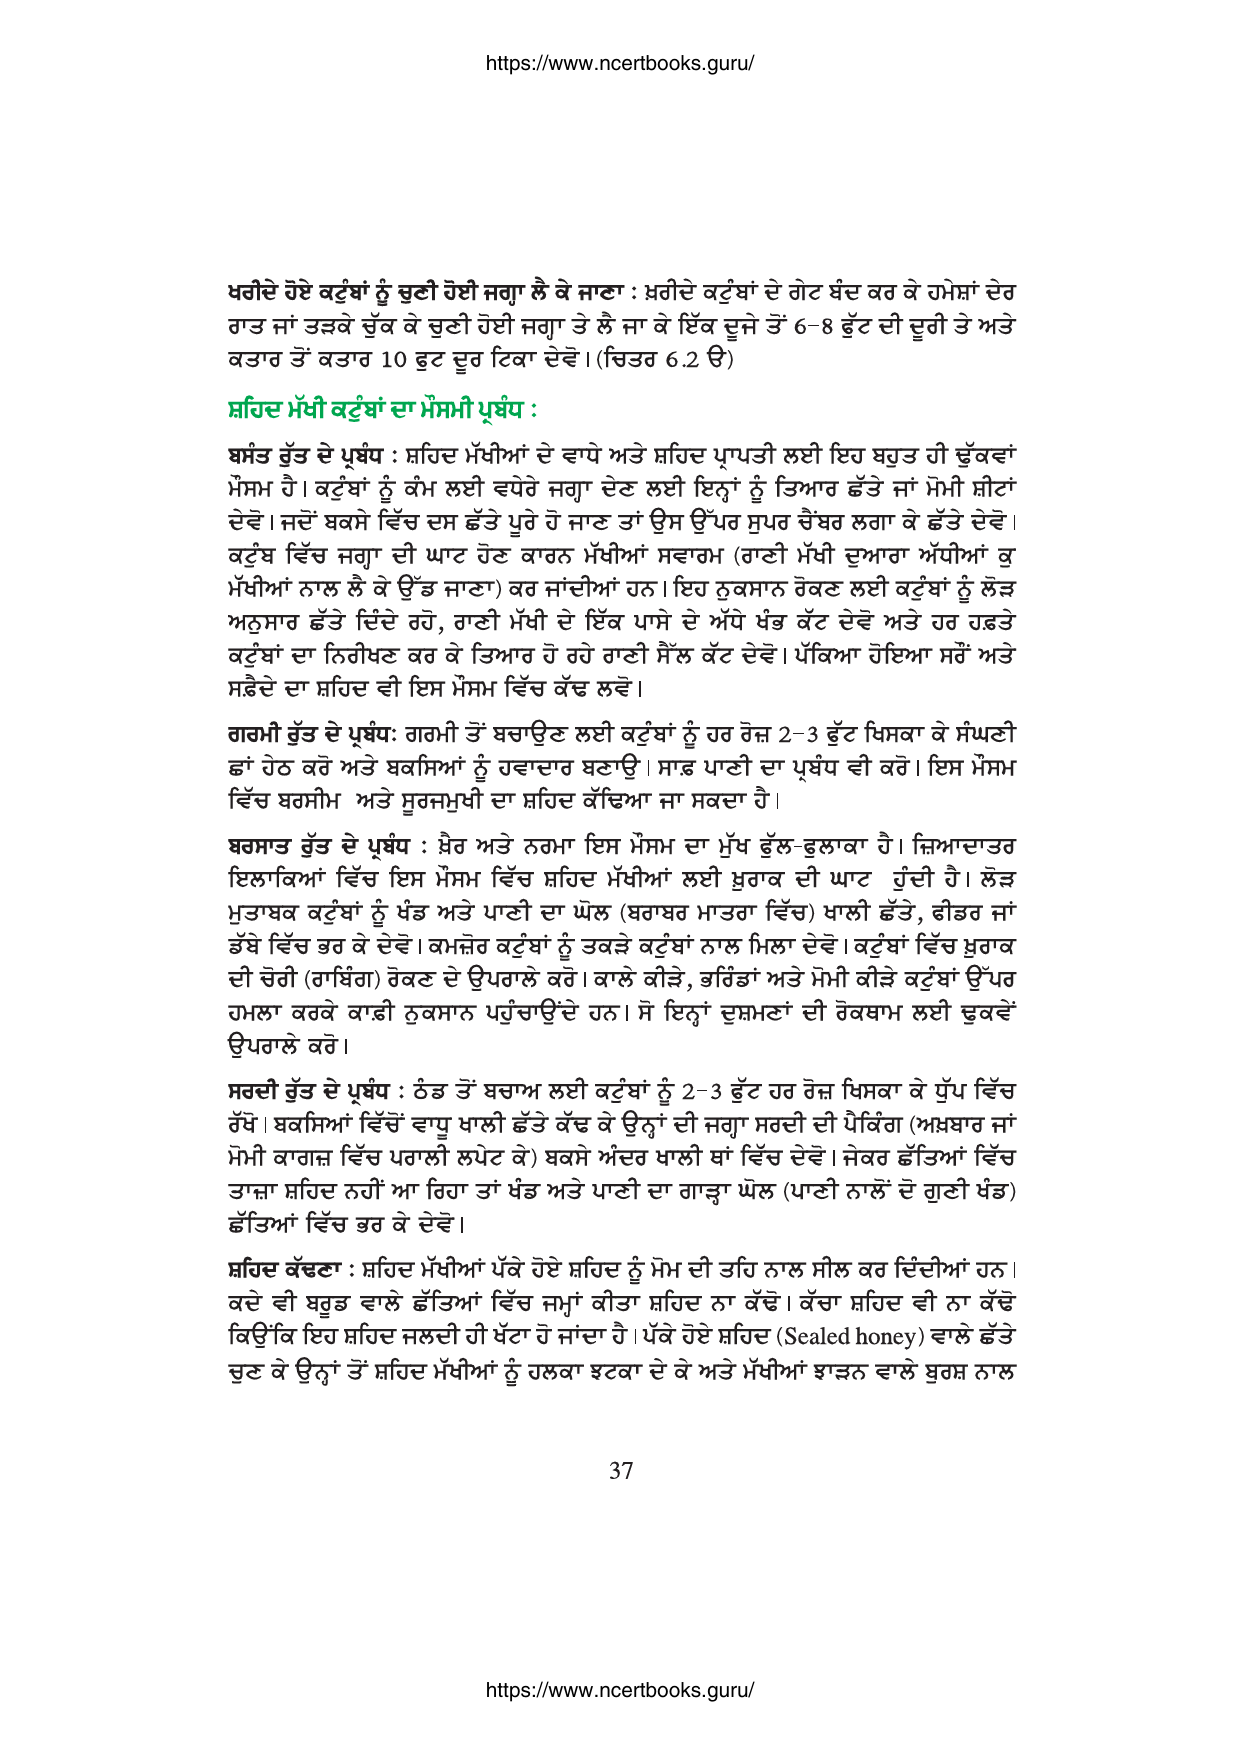 https://www.ncertbooks.guru/
ਖਰੀਦੇ ਹੋਏ ਕਟੁੰਬਾਂ ਨੂੰ ਚੁਣੀ ਹੋਈ ਜਗ੍ਹਾ ਲੈ ਕੇ ਜਾਣਾ : ਖ਼ਰੀਦੇ ਕਟੁੰਬਾਂ ਦੇ ਗੇਟ ਬੰਦ ਕਰ ਕੇ ਹਮੇਸ਼ਾਂ ਦੇਰ
ਰਾਤ ਜਾਂ ਤੜਕੇ ਚੁੱਕ ਕੇ ਚੁਣੀ ਹੋਈ ਜਗ੍ਹਾ ਤੇ ਲੈ ਜਾ ਕੇ ਇੱਕ ਦੂਜੇ ਤੋਂ 6-8 ਫੁੱਟ ਦੀ ਦੂਰੀ ਤੇ ਅਤੇ
ਕਤਾਰ ਤੋਂ ਕਤਾਰ 10 ਫੁਟ ਦੂਰ ਟਿਕਾ ਦੇਵੋ। (ਚਿਤਰ 6.2 ੳ)
ਸ਼ਹਿਦ ਮੱਖੀ ਕਟੁੰਬਾਂ ਦਾ ਮੌਸਮੀ ਪ੍ਰਬੰਧ :
ਬਸੰਤ ਰੁੱਤ ਦੇ ਪ੍ਰਬੰਧ : ਸ਼ਹਿਦ ਮੱਖੀਆਂ ਦੇ ਵਾਧੇ ਅਤੇ ਸ਼ਹਿਦ ਪ੍ਰਾਪਤੀ ਲਈ ਇਹ ਬਹੁਤ ਹੀ ਢੁੱਕਵਾਂ
ਮੌਸਮ ਹੈ। ਕਟੁੰਬਾਂ ਨੂੰ ਕੰਮ ਲਈ ਵਧੇਰੇ ਜਗ੍ਹਾ ਦੇਣ ਲਈ ਇਨ੍ਹਾਂ ਨੂੰ ਤਿਆਰ ਛੱਤੇ ਜਾਂ ਮੋਮੀ ਸ਼ੀਟਾਂ
ਦੇਵੋ। ਜਦੋਂ ਬਕਸੇ ਵਿੱਚ ਦਸ ਛੱਤੇ ਪੂਰੇ ਹੋ ਜਾਣ ਤਾਂ ਉਸ ਉੱਪਰ ਸੁਪਰ ਚੈਂਬਰ ਲਗਾ ਕੇ ਛੱਤੇ ਦੇਵੋ।
ਕਟੁੰਬ ਵਿੱਚ ਜਗ੍ਹਾ ਦੀ ਘਾਟ ਹੋਣ ਕਾਰਨ ਮੱਖੀਆਂ ਸਵਾਰਮ (ਰਾਣੀ ਮੱਖੀ ਦੁਆਰਾ ਅੱਧੀਆਂ ਕੁ
ਮੱਖੀਆਂ ਨਾਲ ਲੈ ਕੇ ਉੱਡ ਜਾਣਾ) ਕਰ ਜਾਂਦੀਆਂ ਹਨ। ਇਹ ਨੁਕਸਾਨ ਰੋਕਣ ਲਈ ਕਟੁੰਬਾਂ ਨੂੰ ਲੋੜ
ਅਨੁਸਾਰ ਛੱਤੇ ਦਿੰਦੇ ਰਹੋ, ਰਾਣੀ ਮੱਖੀ ਦੇ ਇੱਕ ਪਾਸੇ ਦੇ ਅੱਧੇ ਖੰਭ ਕੱਟ ਦੇਵੋ ਅਤੇ ਹਰ ਹਫ਼ਤੇ
ਕਟੁੰਬਾਂ ਦਾ ਨਿਰੀਖਣ ਕਰ ਕੇ ਤਿਆਰ ਹੋ ਰਹੇ ਰਾਣੀ ਸੈੱਲ ਕੱਟ ਦੇਵੋ। ਪੱਕਿਆ ਹੋਇਆ ਸਰੌਂ ਅਤੇ
ਸਫ਼ੈਦੇ ਦਾ ਸ਼ਹਿਦ ਵੀ ਇਸ ਮੌਸਮ ਵਿੱਚ ਕੱਢ ਲਵੋ।
ਗਰਮੀ ਰੁੱਤ ਦੇ ਪ੍ਰਬੰਧ: ਗਰਮੀ ਤੋਂ ਬਚਾਉਣ ਲਈ ਕਟੁੰਬਾਂ ਨੂੰ ਹਰ ਰੋਜ਼ 2-3 ਫੁੱਟ ਖਿਸਕਾ ਕੇ ਸੰਘਣੀ
ਛਾਂ ਹੇਠ ਕਰੋ ਅਤੇ ਬਕਸਿਆਂ ਨੂੰ ਹਵਾਦਾਰ ਬਣਾਉ। ਸਾਫ਼ ਪਾਣੀ ਦਾ ਪ੍ਰਬੰਧ ਵੀ ਕਰੋ। ਇਸ ਮੌਸਮ
ਵਿੱਚ ਬਰਸੀਮ ਅਤੇ ਸੂਰਜਮੁਖੀ ਦਾ ਸ਼ਹਿਦ ਕੱਢਿਆ ਜਾ ਸਕਦਾ ਹੈ।
ਬਰਸਾਤ ਰੁੱਤ ਦੇ ਪ੍ਰਬੰਧ : ਖ਼ੈਰ ਅਤੇ ਨਰਮਾ ਇਸ ਮੌਸਮ ਦਾ ਮੁੱਖ ਫੁੱਲ-ਫੁਲਾਕਾ ਹੈ। ਜ਼ਿਆਦਾਤਰ
ਇਲਾਕਿਆਂ ਵਿੱਚ ਇਸ ਮੌਸਮ ਵਿੱਚ ਸ਼ਹਿਦ ਮੱਖੀਆਂ ਲਈ ਖ਼ੁਰਾਕ ਦੀ ਘਾਟ ਹੁੰਦੀ ਹੈ। ਲੋੜ
ਮੁਤਾਬਕ ਕਟੁੰਬਾਂ ਨੂੰ ਖੰਡ ਅਤੇ ਪਾਣੀ ਦਾ ਘੋਲ (ਬਰਾਬਰ ਮਾਤਰਾ ਵਿੱਚ) ਖਾਲੀ ਛੱਤੇ, ਫੀਡਰ ਜਾਂ
ਡੱਬੇ ਵਿੱਚ ਭਰ ਕੇ ਦੇਵੋ। ਕਮਜ਼ੋਰ ਕਟੁੰਬਾਂ ਨੂੰ ਤਕੜੇ ਕਟੁੰਬਾਂ ਨਾਲ ਮਿਲਾ ਦੇਵੋ। ਕਟੁੰਬਾਂ ਵਿੱਚ ਖ਼ੁਰਾਕ
ਦੀ ਚੋਰੀ (ਰਾਬਿੰਗ) ਰੋਕਣ ਦੇ ਉਪਰਾਲੇ ਕਰੋ। ਕਾਲੇ ਕੀੜੇ, ਭਰਿੰਡਾਂ ਅਤੇ ਮੋਮੀ ਕੀੜੇ ਕਟੁੰਬਾਂ ਉੱਪਰ
ਹਮਲਾ ਕਰਕੇ ਕਾਫ਼ੀ ਨੁਕਸਾਨ ਪਹੁੰਚਾਉਂਦੇ ਹਨ। ਸੋ ਇਨ੍ਹਾਂ ਦੁਸ਼ਮਣਾਂ ਦੀ ਰੋਕਥਾਮ ਲਈ ਢੁਕਵੇਂ
ਉਪਰਾਲੇ ਕਰੋ।
ਸਰਦੀ ਰੁੱਤ ਦੇ ਪ੍ਰਬੰਧ : ਠੰਡ ਤੋਂ ਬਚਾਅ ਲਈ ਕਟੁੰਬਾਂ ਨੂੰ 2-3 ਫੁੱਟ ਹਰ ਰੋਜ਼ ਖਿਸਕਾ ਕੇ ਧੁੱਪ ਵਿੱਚ
ਰੱਖੋ। ਬਕਸਿਆਂ ਵਿੱਚੋਂ ਵਾਧੂ ਖਾਲੀ ਛੱਤੇ ਕੱਢ ਕੇ ਉਨ੍ਹਾਂ ਦੀ ਜਗ੍ਹਾ ਸਰਦੀ ਦੀ ਪੈਕਿੰਗ (ਅਖ਼ਬਾਰ ਜਾਂ
ਮੋਮੀ ਕਾਗਜ਼ ਵਿੱਚ ਪਰਾਲੀ ਲਪੇਟ ਕੇ) ਬਕਸੇ ਅੰਦਰ ਖਾਲੀ ਥਾਂ ਵਿੱਚ ਦੇਵੋ। ਜੇਕਰ ਛੱਤਿਆਂ ਵਿੱਚ
ਤਾਜ਼ਾ ਸ਼ਹਿਦ ਨਹੀਂ ਆ ਰਿਹਾ ਤਾਂ ਖੰਡ ਅਤੇ ਪਾਣੀ ਦਾ ਗਾੜ੍ਹਾ ਘੋਲ (ਪਾਣੀ ਨਾਲੋਂ ਦੋ ਗੁਣੀ ਖੰਡ)
ਛੱਤਿਆਂ ਵਿੱਚ ਭਰ ਕੇ ਦੇਵੋ।
ਸ਼ਹਿਦ ਕੱਢਣਾ : ਸ਼ਹਿਦ ਮੱਖੀਆਂ ਪੱਕੇ ਹੋਏ ਸ਼ਹਿਦ ਨੂੰ ਮੋਮ ਦੀ ਤਹਿ ਨਾਲ ਸੀਲ ਕਰ ਦਿੰਦੀਆਂ ਹਨ।
ਕਦੇ ਵੀ ਬਰੂਡ ਵਾਲੇ ਛੱਤਿਆਂ ਵਿੱਚ ਜਮ੍ਹਾਂ ਕੀਤਾ ਸ਼ਹਿਦ ਨਾ ਕੱਢੋ। ਕੱਚਾ ਸ਼ਹਿਦ ਵੀ ਨਾ ਕੱਢੋ
ਕਿਉਂਕਿ ਇਹ ਸ਼ਹਿਦ ਜਲਦੀ ਹੀ ਖੱਟਾ ਹੋ ਜਾਂਦਾ ਹੈ। ਪੱਕੇ ਹੋਏ ਸ਼ਹਿਦ (Sealed honey) ਵਾਲੇ ਛੱਤੇ
ਚੁਣ ਕੇ ਉਨ੍ਹਾਂ ਤੋਂ ਸ਼ਹਿਦ ਮੱਖੀਆਂ ਨੂੰ ਹਲਕਾ ਝਟਕਾ ਦੇ ਕੇ ਅਤੇ ਮੱਖੀਆਂ ਝਾੜਨ ਵਾਲੇ ਬੁਰਸ਼ ਨਾਲ
37
https://www.ncertbooks.guru/